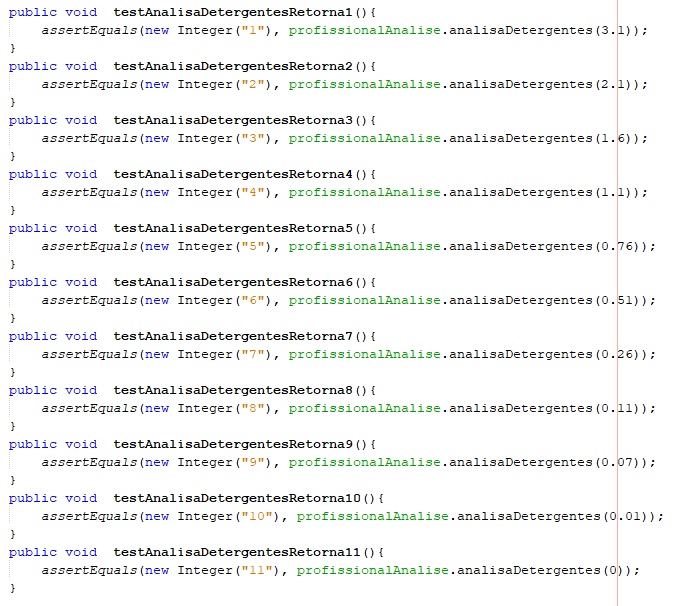 public void  testAnalisaDetergentesRetorna1(){
    assertEquals(new Integer("1"), profissionalAnalise.analisaDetergentes(3.1));
}
public void  testAnalisaDetergentesRetorna2(){
    assertEquals(new Integer("2"), profissionalAnalise.analisaDetergentes(2.1));
}
public void  testAnalisaDetergentesRetorna3(){
    assertEquals(new Integer("3"), profissionalAnalise.analisaDetergentes(1.6));
}
public void  testAnalisaDetergentesRetorna4(){
    assertEquals(new Integer("4"), profissionalAnalise.analisaDetergentes(1.1));
}
public void  testAnalisaDetergentesRetorna5(){
    assertEquals(new Integer("5"), profissionalAnalise.analisaDetergentes(0.76));
}
public void  testAnalisaDetergentesRetorna6(){
    assertEquals(new Integer("6"), profissionalAnalise.analisaDetergentes(0.51));
}
public void  testAnalisaDetergentesRetorna7(){
    assertEquals(new Integer("7"), profissionalAnalise.analisaDetergentes(0.26));
}
public void  testAnalisaDetergentesRetorna8(){
    assertEquals(new Integer("8"), profissionalAnalise.analisaDetergentes(0.11));
}
public void  testAnalisaDetergentesRetorna9(){
    assertEquals(new Integer("9"), profissionalAnalise.analisaDetergentes(0.07));
}
public void  testAnalisaDetergentesRetorna10(){
    assertEquals(new Integer("10"), profissionalAnalise.analisaDetergentes(0.01));
}
public void  testAnalisaDetergentesRetorna11(){
    assertEquals(new Integer("11"), profissionalAnalise.analisaDetergentes(0));
}